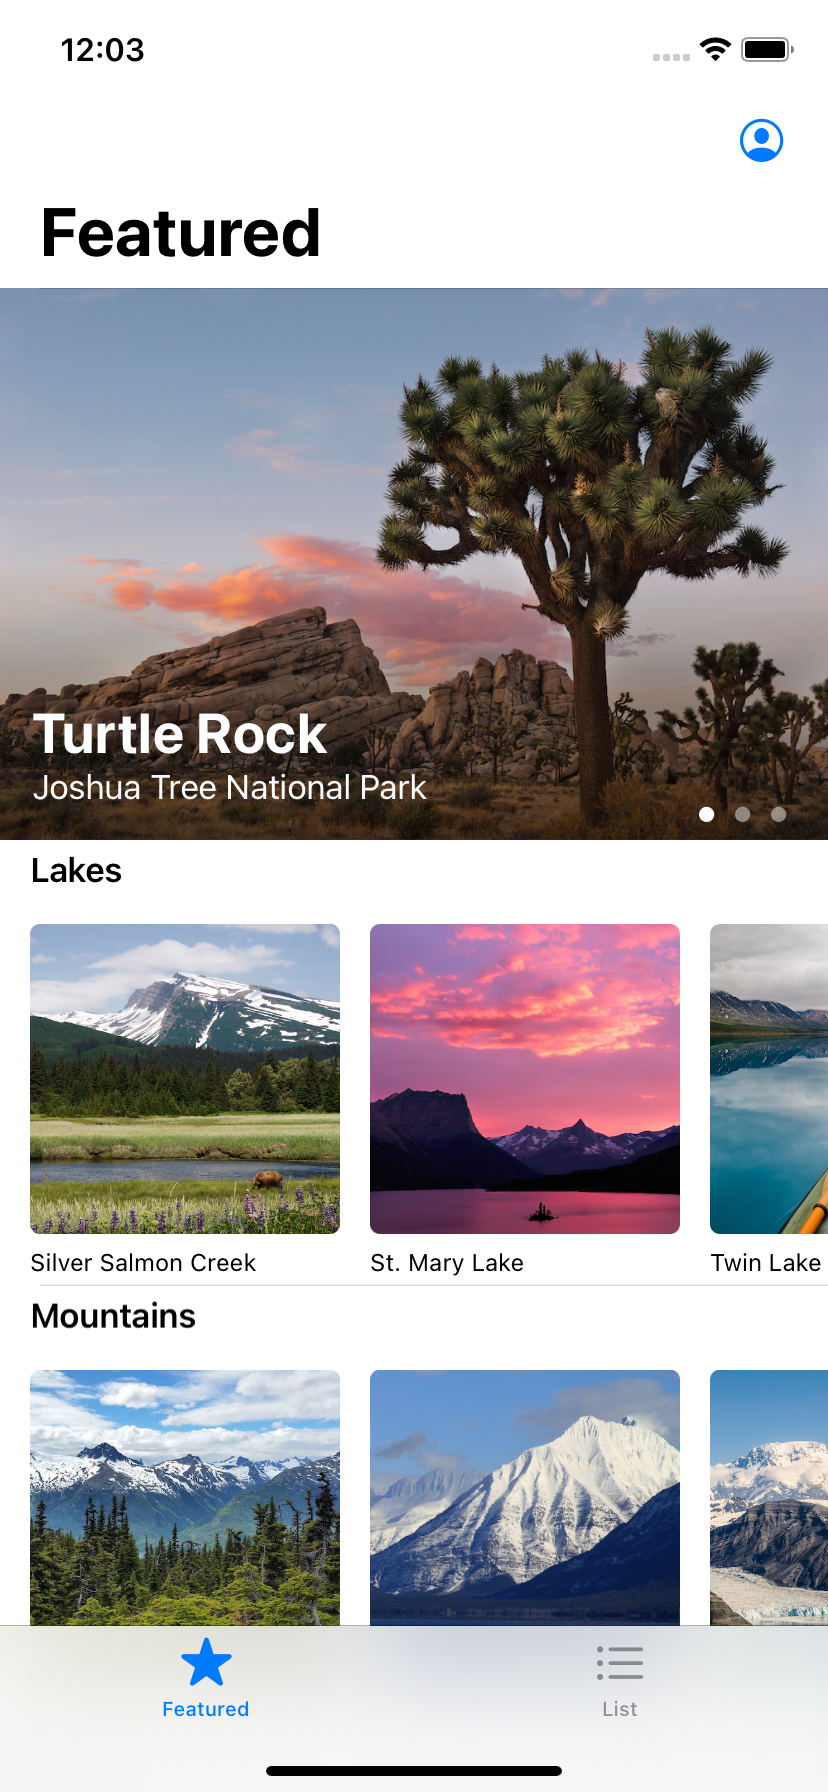 12:03
Featured
Turtle Rock
Joshua Tree National Park
Lakes
Silver Salmon Creek
St. Mary Lake
Twin Lake
Mountains
Featured
List